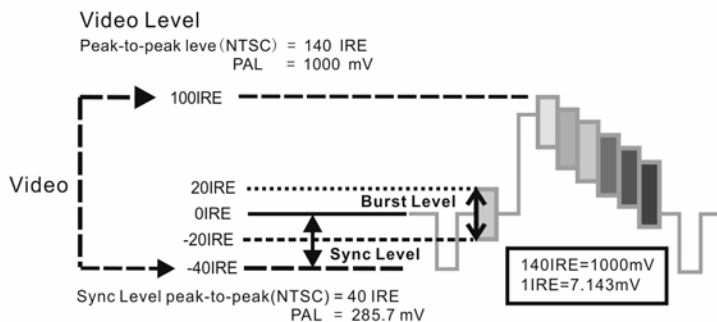 Video Level
Peak-to-peak leve(NTSC) = 140 IRE
PAL = 1000 mV
100IRE
Video
20IRE
Burst Level
0IRE
-20IRE
Sync Level
-40IRE
140IRE=1000mV
1IRE=7.143mV
Sync Level peak-to-peak(NTSC)=40 IRE
PAL = 285.7 mV